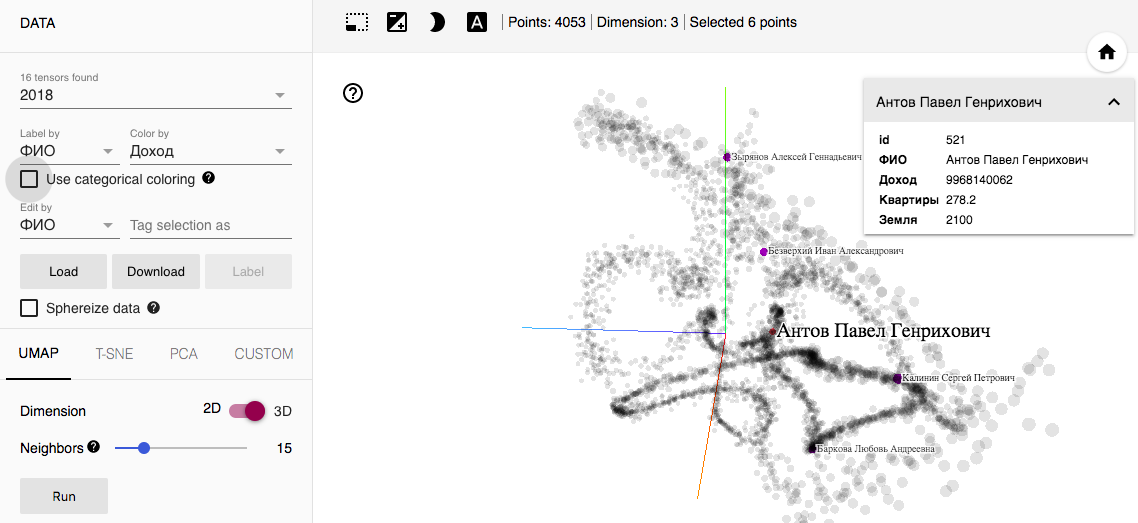 DATA
Points: 4053 | Dimension: 3 | Selected 6 points
16 tensors found
2018
Label by
Color by
ФИО
Доход
Use categorical coloring
Edit by
ФИО
Tag selection as
Load
Download
Label
Sphereize data
UMAP
T-SNE
PCA
CUSTOM
Dimension
2D
3D
Neighbors
15
Run
A
Зырянов Алексей Геннадьевич
Безверхий Иван Александрович
Антов Павел Генрихович
Калинин Сергей Петрович
Баркова Любовь Андреевна
Антов Павел Генрихович
id 521
ФИО Антов Павел Генрихович
Доход 9968140062
Квартиры 278.2
Земля 2100